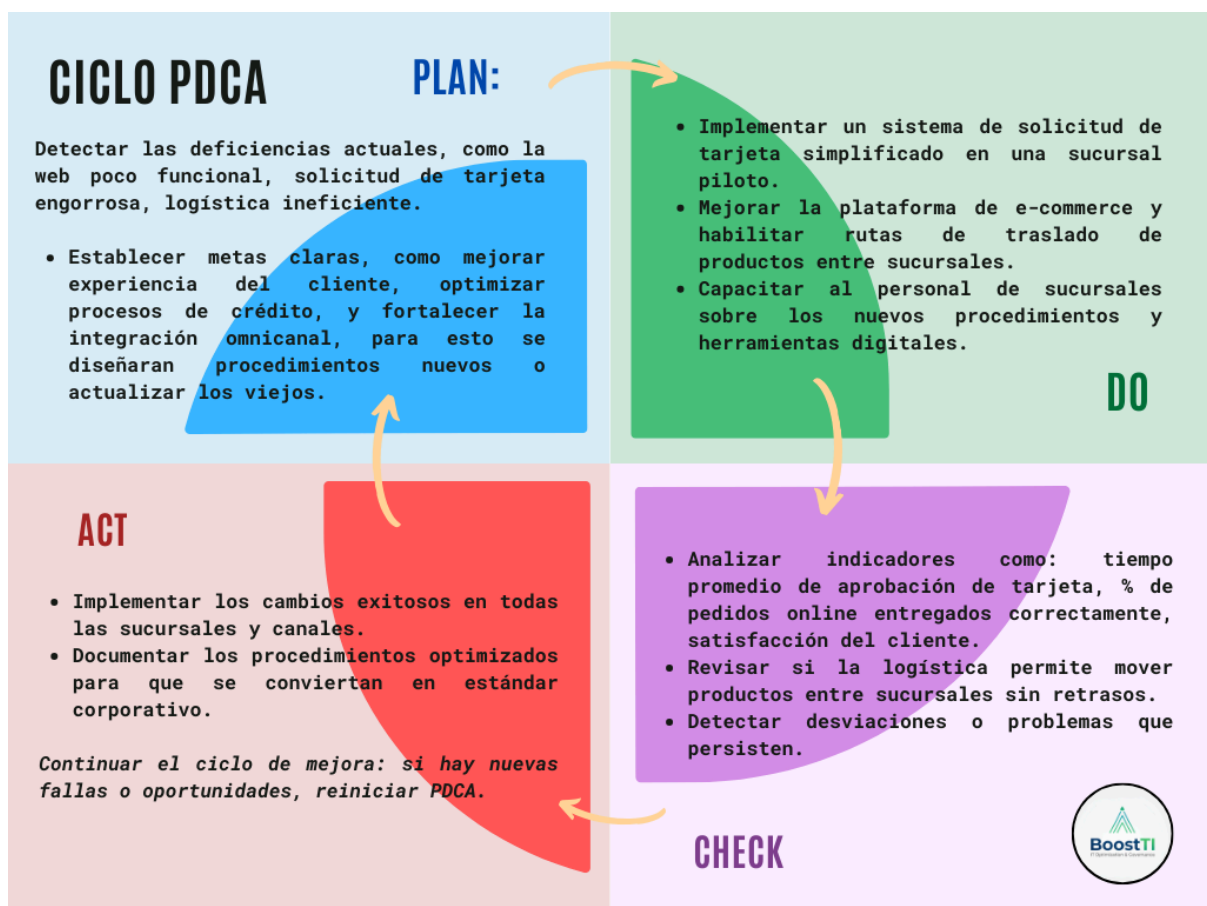 CICLO PDCA
PLAN:
Detectar las deficiencias actuales, como la
web poco funcional, solicitud de tarjeta
engorrosa, logística ineficiente.
• Establecer metas claras, como mejorar
experiencia del cliente, optimizar
procesos de crédito, y fortalecer la
integración omnicanal, para esto se
diseñaran procedimientos nuevos o
actualizar los viejos.
• Implementar un sistema de solicitud de
tarjeta simplificado en una sucursal
piloto.
• Mejorar la plataforma de e-commerce y
habilitar rutas de traslado de
productos entre sucursales.
• Capacitar al personal de sucursales
sobre los nuevos procedimientos y
herramientas digitales.
DO
ACT
• Implementar los cambios exitosos en todas
las sucursales y canales.
• Documentar los procedimientos optimizados
para que se conviertan en estándar
corporativo.
Continuar el ciclo de mejora: si hay nuevas
fallas o oportunidades, reiniciar PDCA.
• Analizar indicadores como: tiempo
promedio de aprobación de tarjeta, % de
pedidos online entregados correctamente,
satisfacción del cliente.
• Revisar si la logística permite mover
productos entre sucursales sin retrasos.
• Detectar desviaciones o problemas que
persisten.
CHECK
BoostTI
IT Optimization & Governance